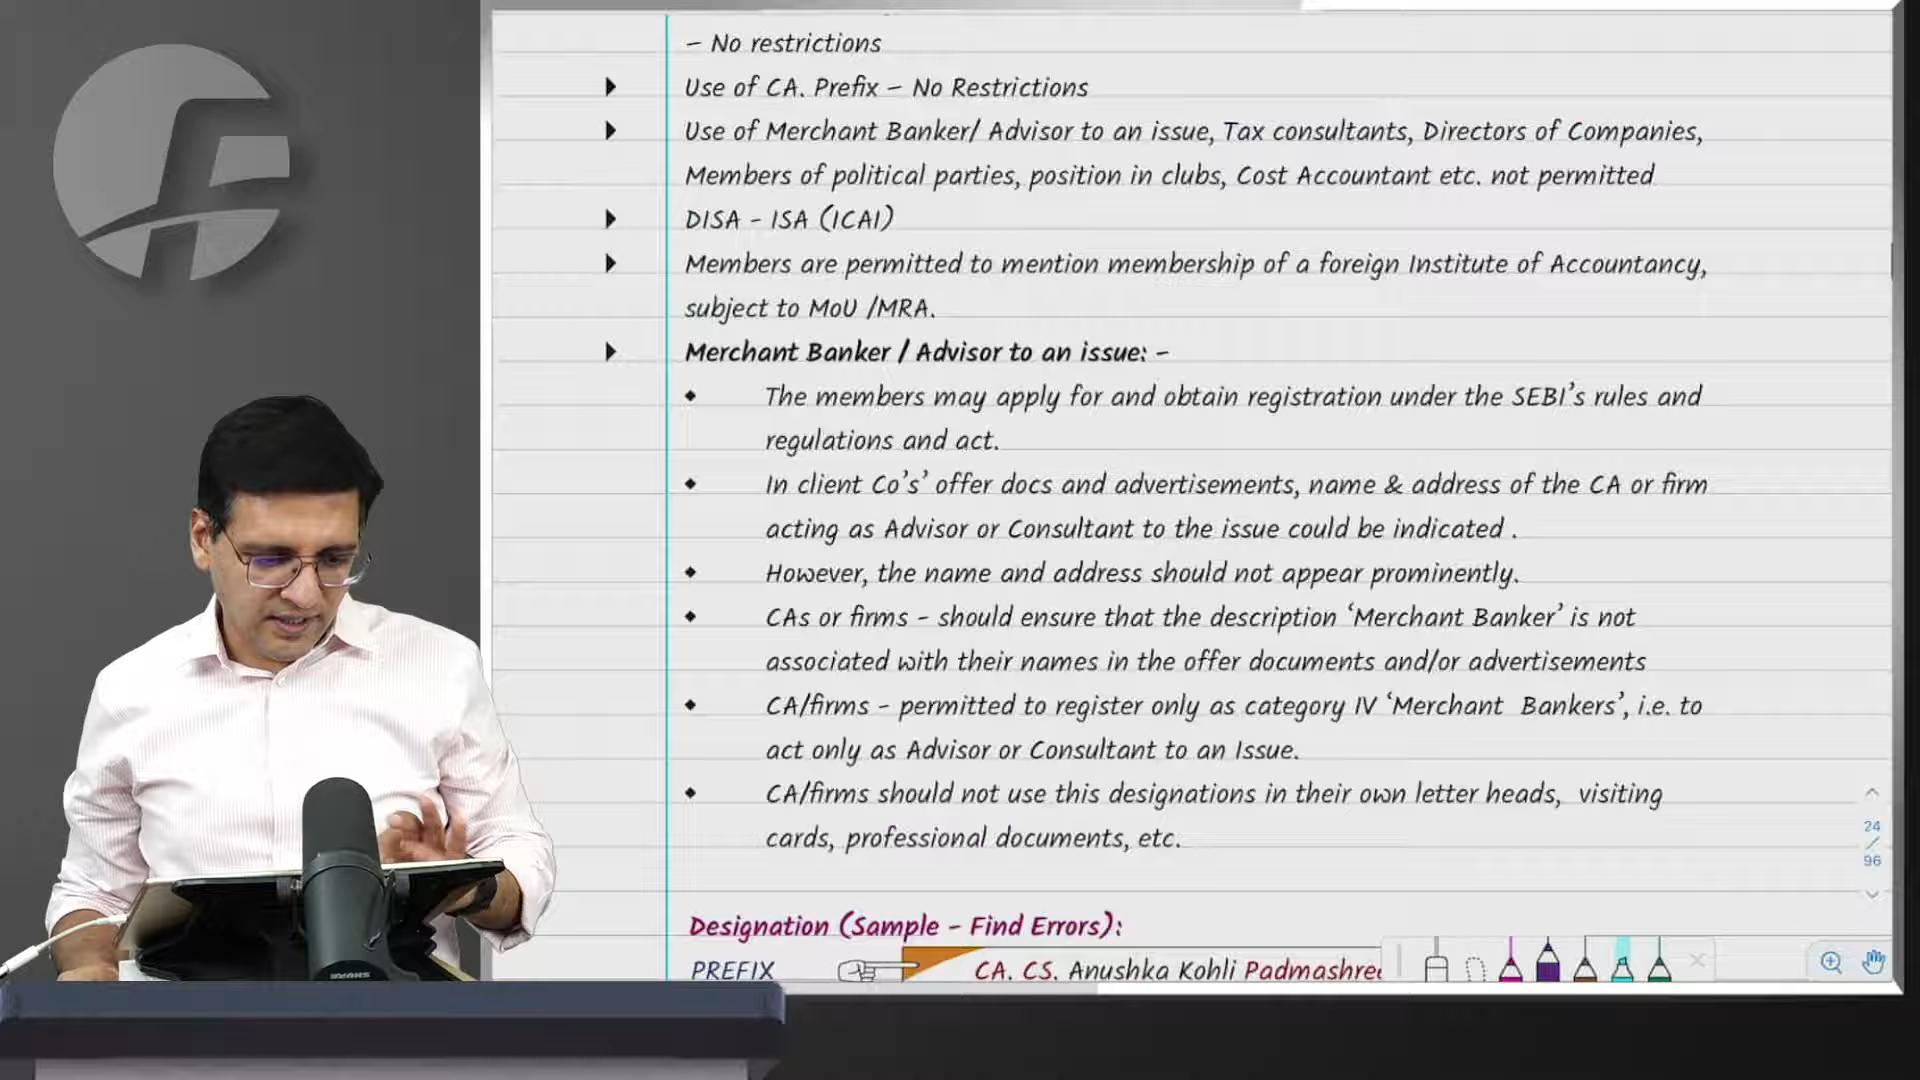 – No restrictions
Use of CA. Prefix – No Restrictions
Use of Merchant Banker/ Advisor to an issue, Tax consultants, Directors of Companies,
Members of political parties, position in clubs, Cost Accountant etc. not permitted
DISA - ISA (ICAI)
Members are permitted to mention membership of a foreign Institute of Accountancy,
subject to MoU /MRA.
Merchant Banker / Advisor to an issue: -
The members may apply for and obtain registration under the SEBI's rules and
regulations and act.
In client Co's' offer docs and advertisements, name & address of the CA or firm
acting as Advisor or Consultant to the issue could be indicated .
However, the name and address should not appear prominently.
CAs or firms - should ensure that the description ‘Merchant Banker’ is not
associated with their names in the offer documents and/or advertisements
CA/firms - permitted to register only as category IV ‘Merchant Bankers’, i.e. to
act only as Advisor or Consultant to an Issue.
CA/firms should not use this designations in their own letter heads, visiting
cards, professional documents, etc.
24
/
96
Designation (Sample - Find Errors):
PREFIX CA. CS. Anushka Kohli Padmashree